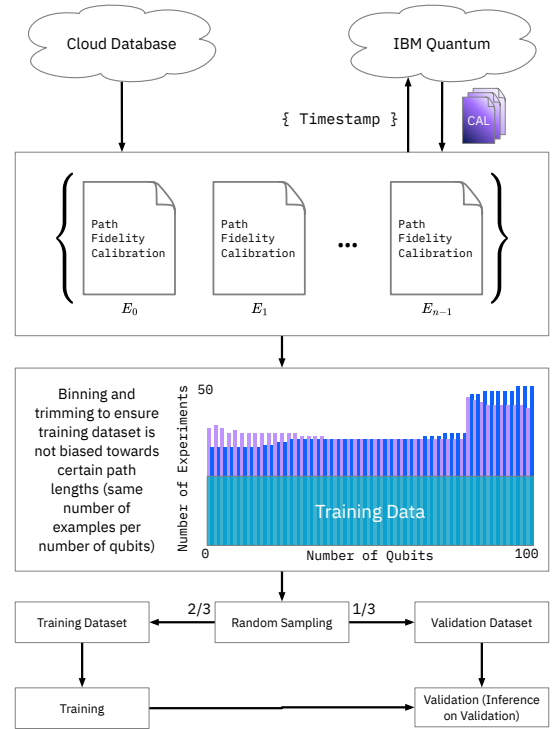 Cloud Database
IBM Quantum
{ Timestamp }
CAL
Path
Fidelity
Calibration
Path
Fidelity
Calibration
...
Path
Fidelity
Calibration
E0
E1
En−1
Binning and
trimming to ensure
training dataset is
not biased towards
certain path
lengths (same
number of
examples per
number of qubits)
Number of Experiments
50
Training Data
0
Number of Qubits
100
2/3
1/3
Training Dataset
Random Sampling
Validation Dataset
Training
Validation (Inference
on Validation)